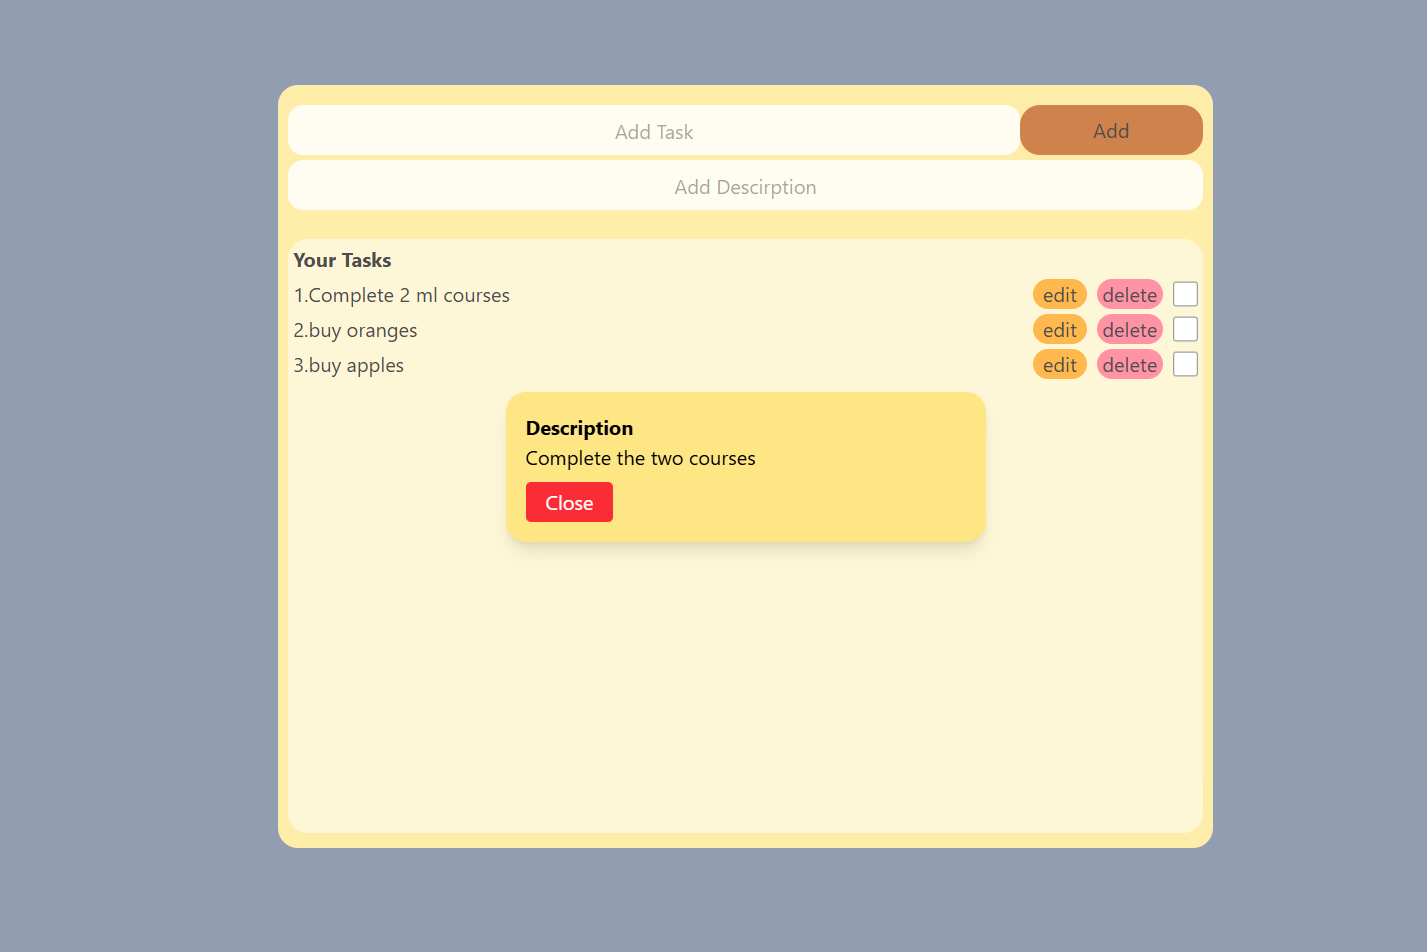 Add Task
Add
Add Descirption
Your Tasks
1.Complete 2 ml courses edit delete
2.buy oranges edit delete
3.buy apples edit delete
Description
Complete the two courses
Close